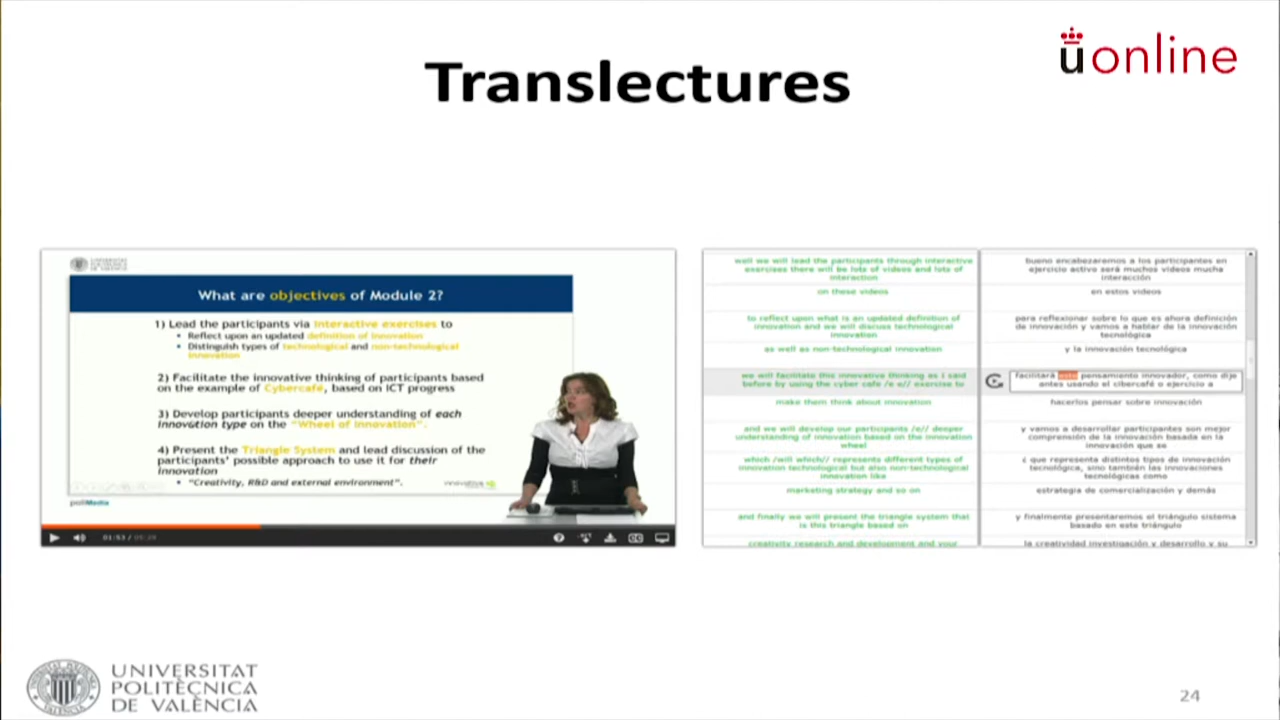 Translectures
ūonline
UNIVERSITAT
POLITÈCNICA
DE VALÈNCIA
What are objectives of Module 2?
1) Lead the participants via interactive exercises to
• Reflect upon an updated definition of innovation
• Distinguish types of technological and non-technological
innovation
2) Facilitate the innovative thinking of participants based
on the example of Cybercafé, based on ICT progress
3) Develop participants deeper understanding of each
innovation type on the "Wheel of Innovation".
4) Present the Triangle System and lead discussion of the
participants' possible approach to use it for their
innovation
• "Creativity, R&D and external environment".
innovative
poliMedia
01:53 / 05:29
well we will lead the participants through interactive
exercises there will be lots of videos and lots of
interaction
on these videos
to reflect upon what is an updated definition of
innovation and we will discuss technological
innovation
as well as non-technological innovation
we will facilitate this innovative thinking as i said
before by using the cyber cafe /e e// exercise to
make them think about innovation
and we will develop our participants /e// deeper
understanding of innovation based on the innovation
wheel
which /will which// represents different types of
innovation technological but also non-technological
innovation like
marketing strategy and so on
and finally we will present the triangle system that
is this triangle based on
creativity research and development and your
bueno encabezaremos a los participantes en
ejercicio activo será muchos vídeos mucha
interacción
en estos vídeos
para reflexionar sobre lo que es ahora definición
de innovación y vamos a hablar de la innovación
tecnológica
y la innovación tecnológica
facilitará este pensamiento innovador, como dije
antes usando el cibercafé o ejercicio a
hacerlos pensar sobre innovación
y vamos a desarrollar participantes son mejor
comprensión de la innovación basada en la
innovación que se
¿ que representa distintos tipos de innovación
tecnológica, sino también las innovaciones
tecnológicas como
estrategia de comercialización y demás
y finalmente presentaremos el triángulo sistema
basado en este triángulo
la creatividad investigación y desarrollo y su
UNIVERSITAT
POLITÈCNICA
DE VALÈNCIA
24